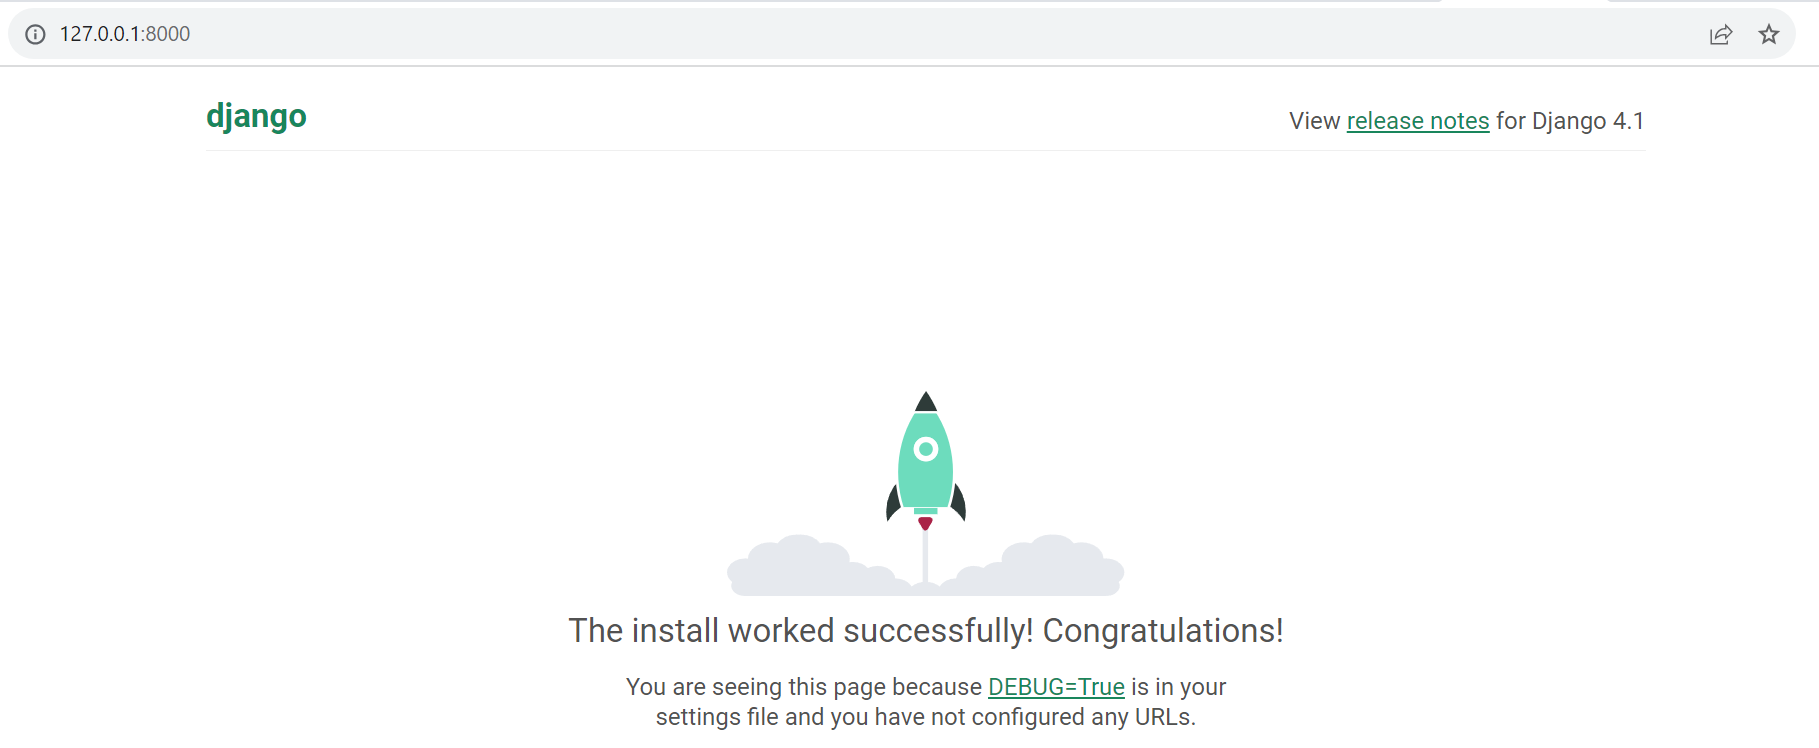 127.0.0.1:8000
django
View release notes for Django 4.1
The install worked successfully! Congratulations!
You are seeing this page because DEBUG=True is in your
settings file and you have not configured any URLs.